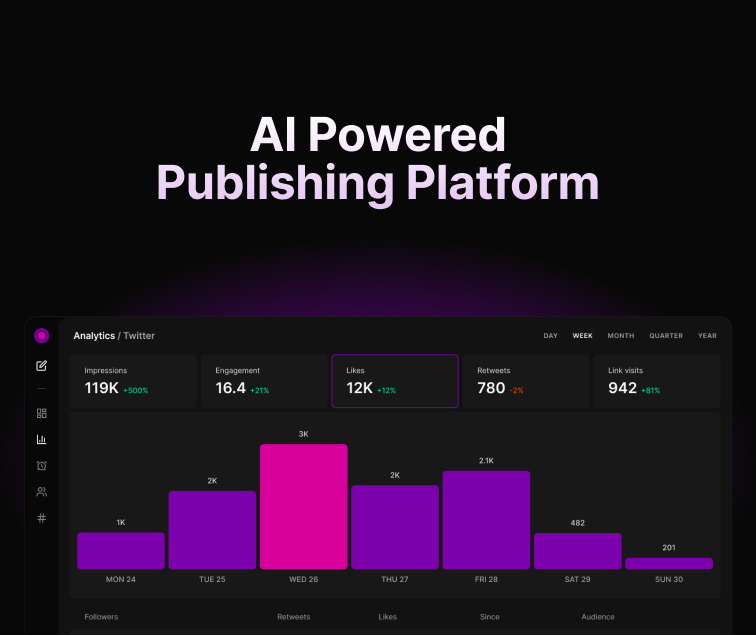 AI Powered
Publishing Platform
Analytics / Twitter
DAY WEEK MONTH QUARTER YEAR
Impressions Engagement Likes Retweets Link visits
119K +500% 16.4 +21% 12K +12% 780 -2% 942 +81%
3K
2.1K
2K
2K
1K
482
201
MON 24 TUE 25 WED 26 THU 27 FRI 28 SAT 29 SUN 30
Followers Retweets Likes Since Audience